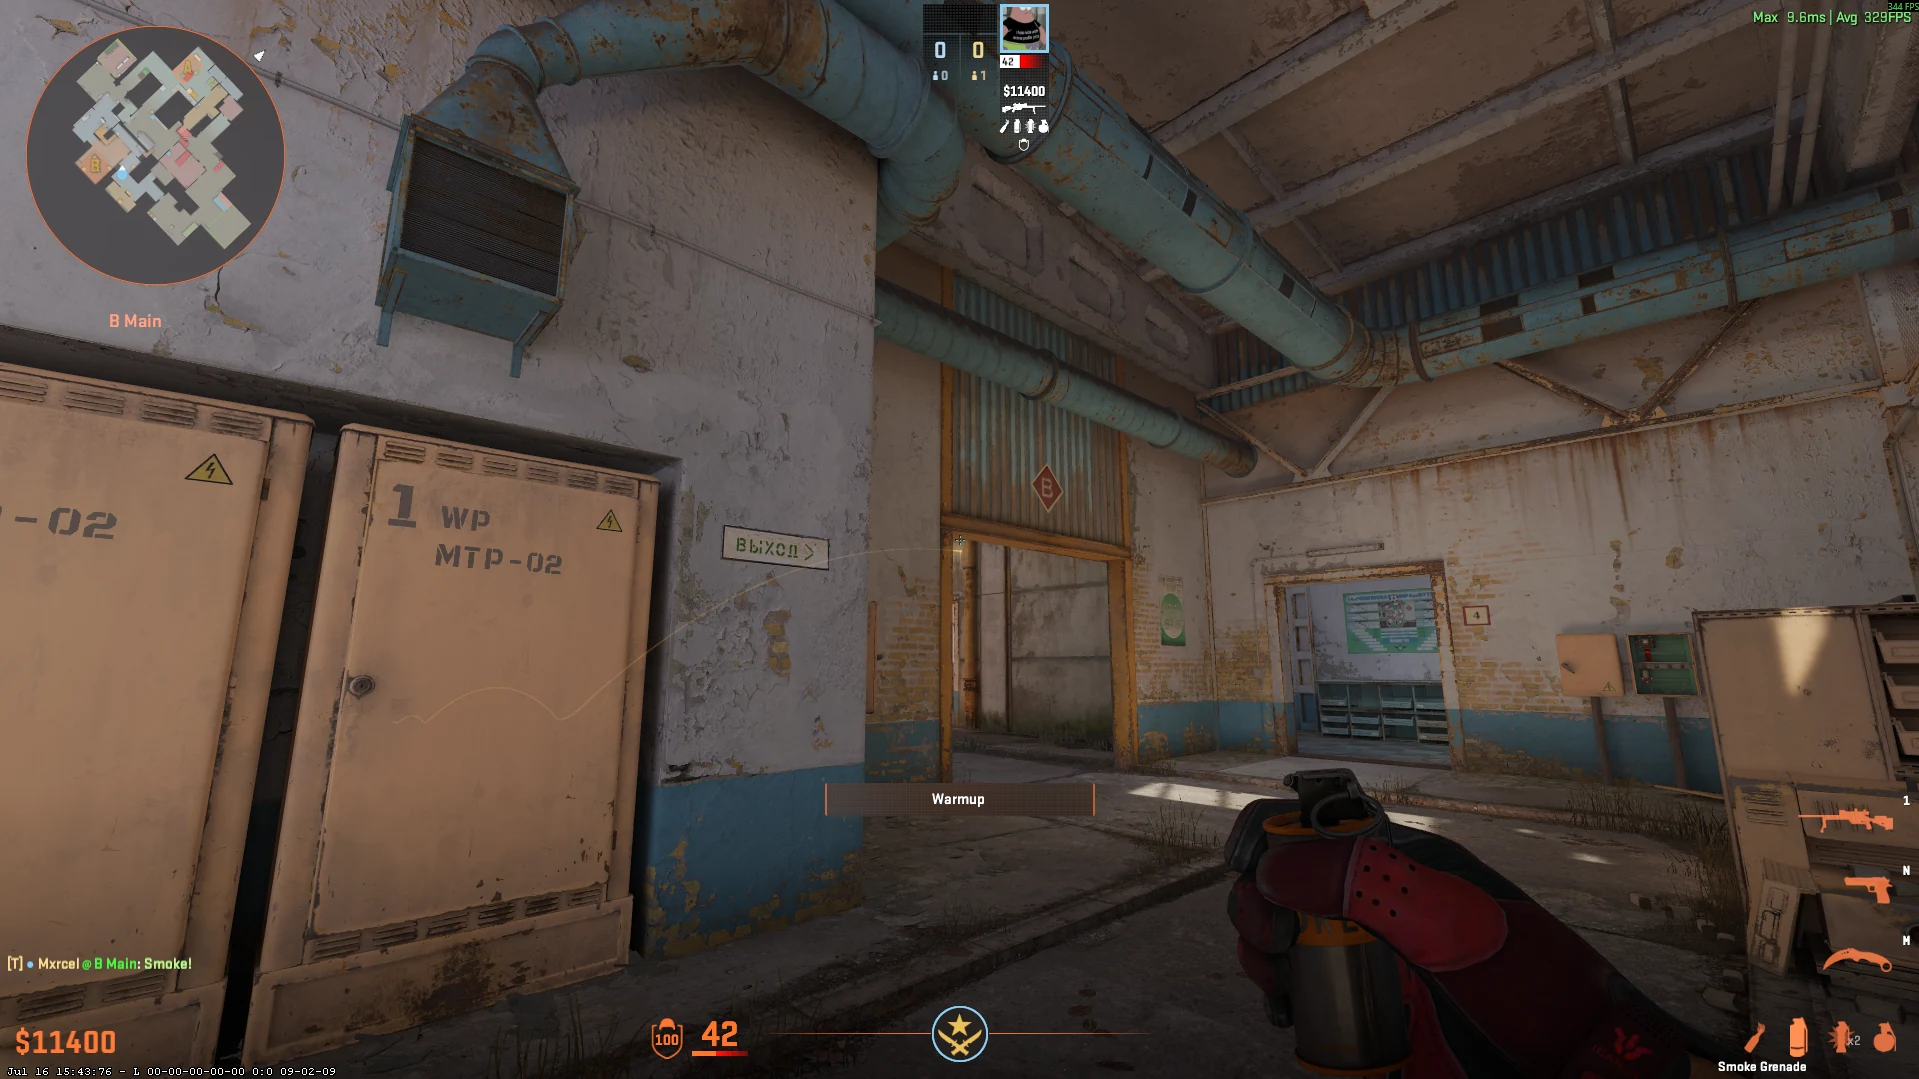 344 FPS
Max 9.6ms | Avg 329FPS
0 0
0 1
42
$11400
A
B
B Main
-02
1 WP
MTP-02
ВЫХОД >
B
4
Warmup
1
N
M
[T] • Mxrcel @ B Main: Smoke!
$11400
100
42
x2
Smoke Grenade
Jul 16 15:43:76 - L 00-00-00-00-00 0:0 09-02-09